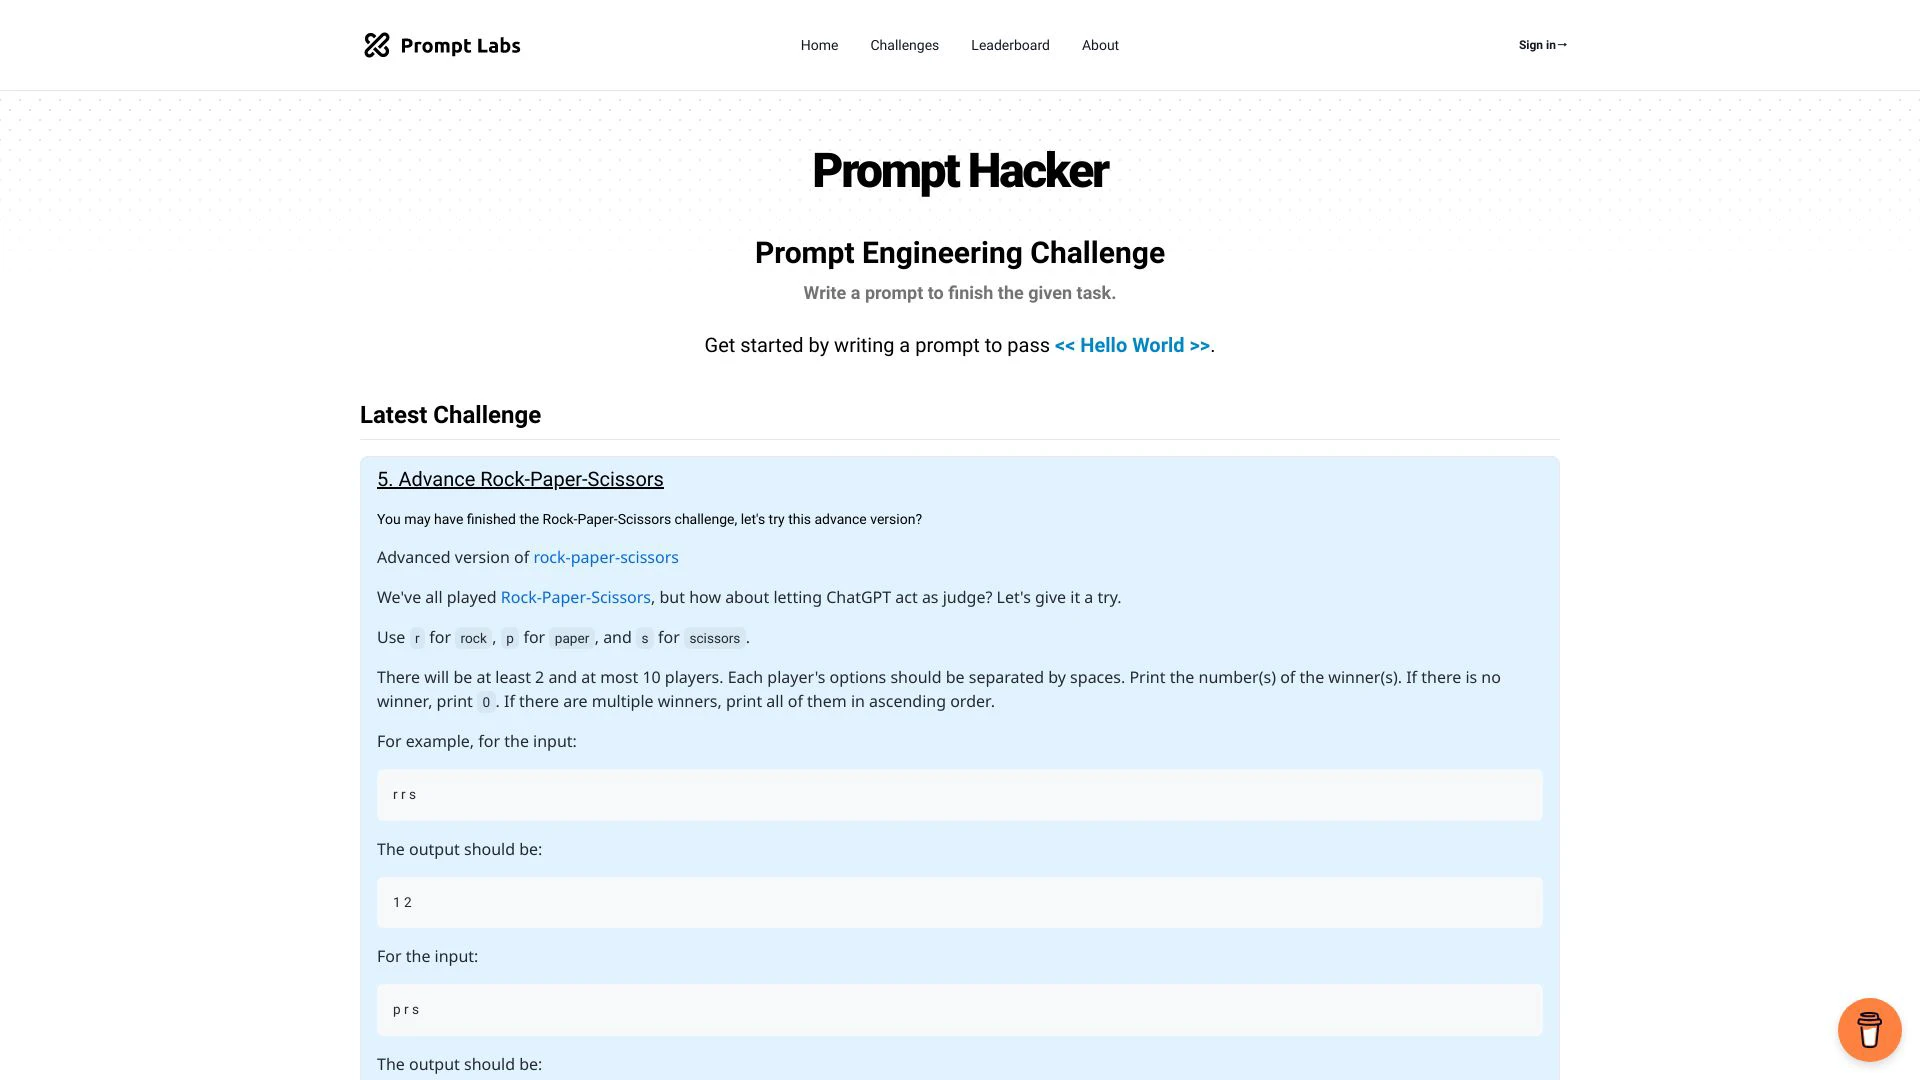 Prompt Labs
Home Challenges Leaderboard About
Sign in→
Prompt Hacker
Prompt Engineering Challenge
Write a prompt to finish the given task.
Get started by writing a prompt to pass << Hello World >>.
Latest Challenge
5. Advance Rock-Paper-Scissors
You may have finished the Rock-Paper-Scissors challenge, let's try this advance version?
Advanced version of rock-paper-scissors
We've all played Rock-Paper-Scissors, but how about letting ChatGPT act as judge? Let's give it a try.
Use r for rock, p for paper, and s for scissors.
There will be at least 2 and at most 10 players. Each player's options should be separated by spaces. Print the number(s) of the winner(s). If there is no
winner, print 0. If there are multiple winners, print all of them in ascending order.
For example, for the input:
r r s
The output should be:
1 2
For the input:
p r s
The output should be: